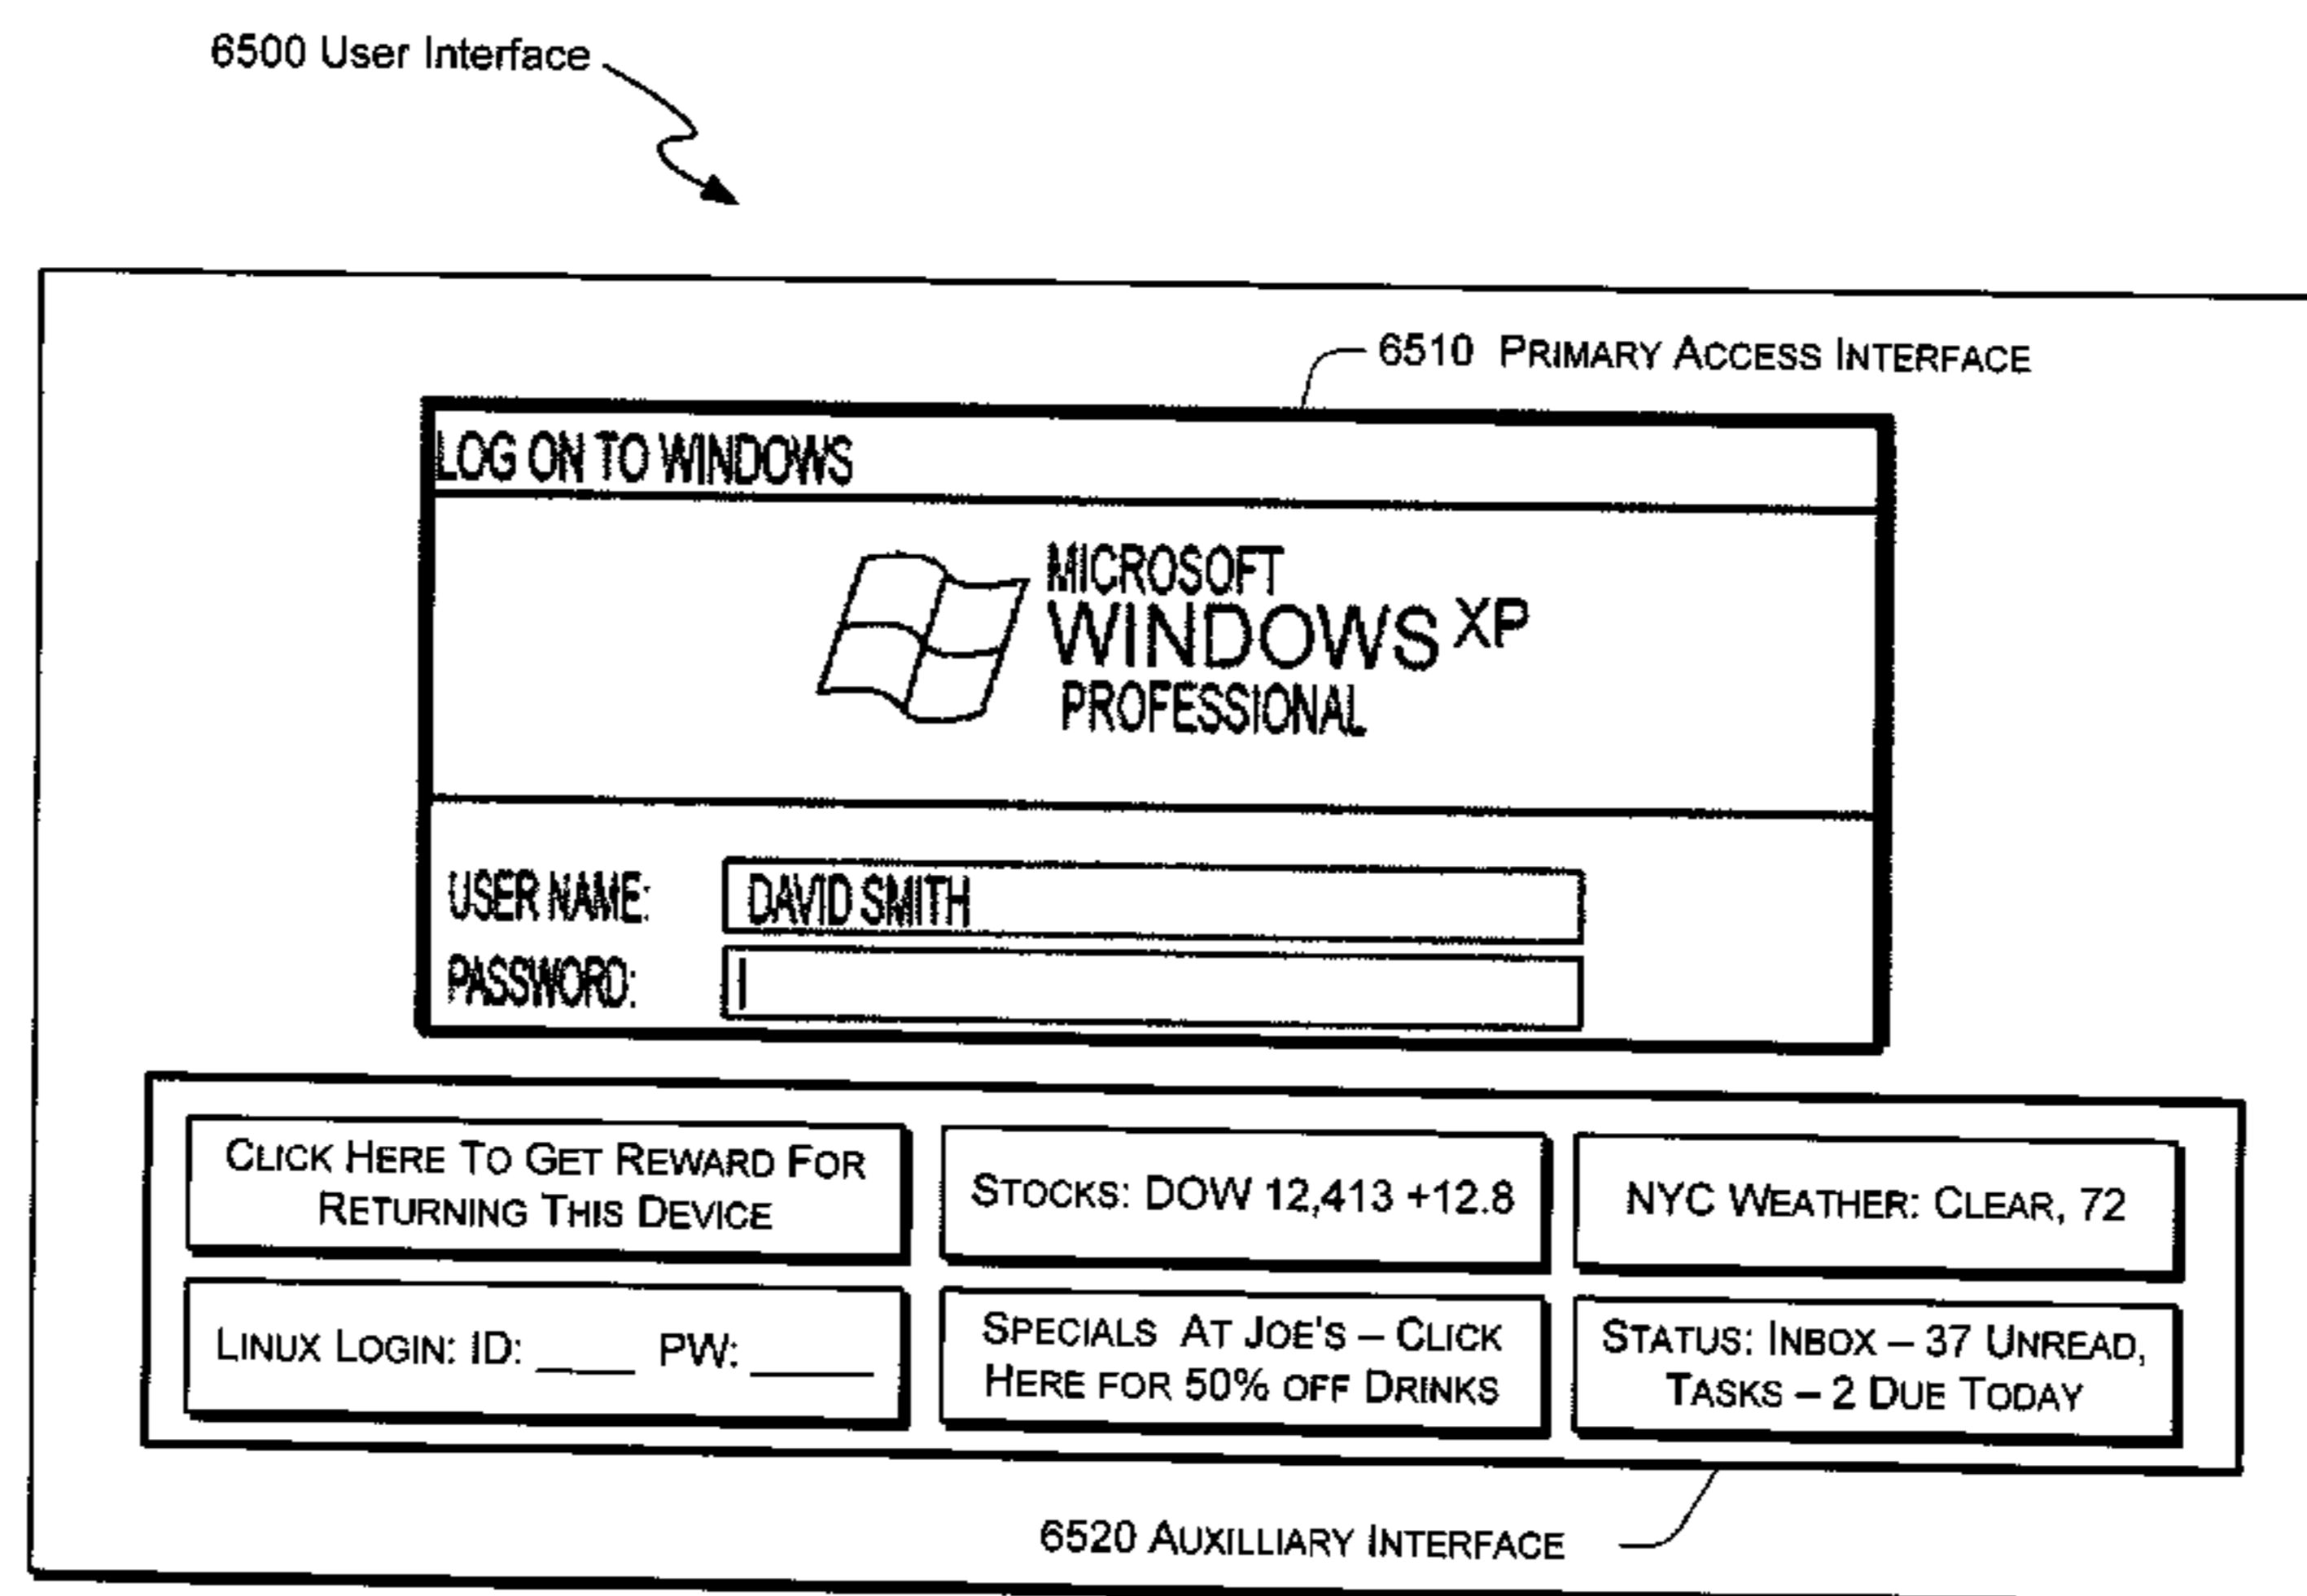 6500 User Interface
6510 PRIMARY ACCESS INTERFACE
LOG ON TO WINDOWS
MICROSOFT
WINDOWS XP
PROFESSIONAL
USER NAME: DAVID SMITH
PASSWORD:
CLICK HERE TO GET REWARD FOR
RETURNING THIS DEVICE
STOCKS: DOW 12,413 +12.8
NYC WEATHER: CLEAR, 72
LINUX LOGIN: ID: ____ PW: _____
SPECIALS AT JOE'S – CLICK
HERE FOR 50% OFF DRINKS
STATUS: INBOX – 37 UNREAD,
TASKS – 2 DUE TODAY
6520 AUXILLIARY INTERFACE